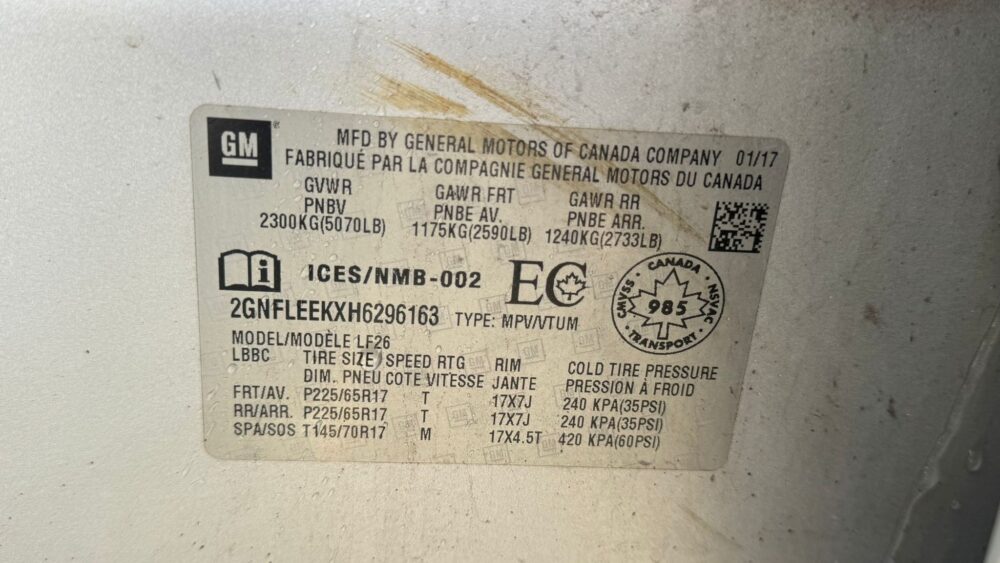 GM
MFD BY GENERAL MOTORS OF CANADA COMPANY 01/17
FABRIQUÉ PAR LA COMPAGNIE GENERAL MOTORS DU CANADA
GVWR GAWR FRT GAWR RR
PNBV PNBE AV. PNBE ARR.
2300KG(5070LB) 1175KG(2590LB) 1240KG(2733LB)
ICES/NMB-002 EC
CANADA
CMVSS 985 NSVAC
TRANSPORT
2GNFLEEKXH6296163 TYPE: MPV/VTUM
MODEL/MODÈLE LF26
LBBC TIRE SIZE SPEED RTG RIM COLD TIRE PRESSURE
DIM. PNEU COTE VITESSE JANTE PRESSION À FROID
FRT/AV. P225/65R17 T 17X7J 240 KPA(35PSI)
RR/ARR. P225/65R17 T 17X7J 240 KPA(35PSI)
SPA/SOS T145/70R17 M 17X4.5T 420 KPA(60PSI)